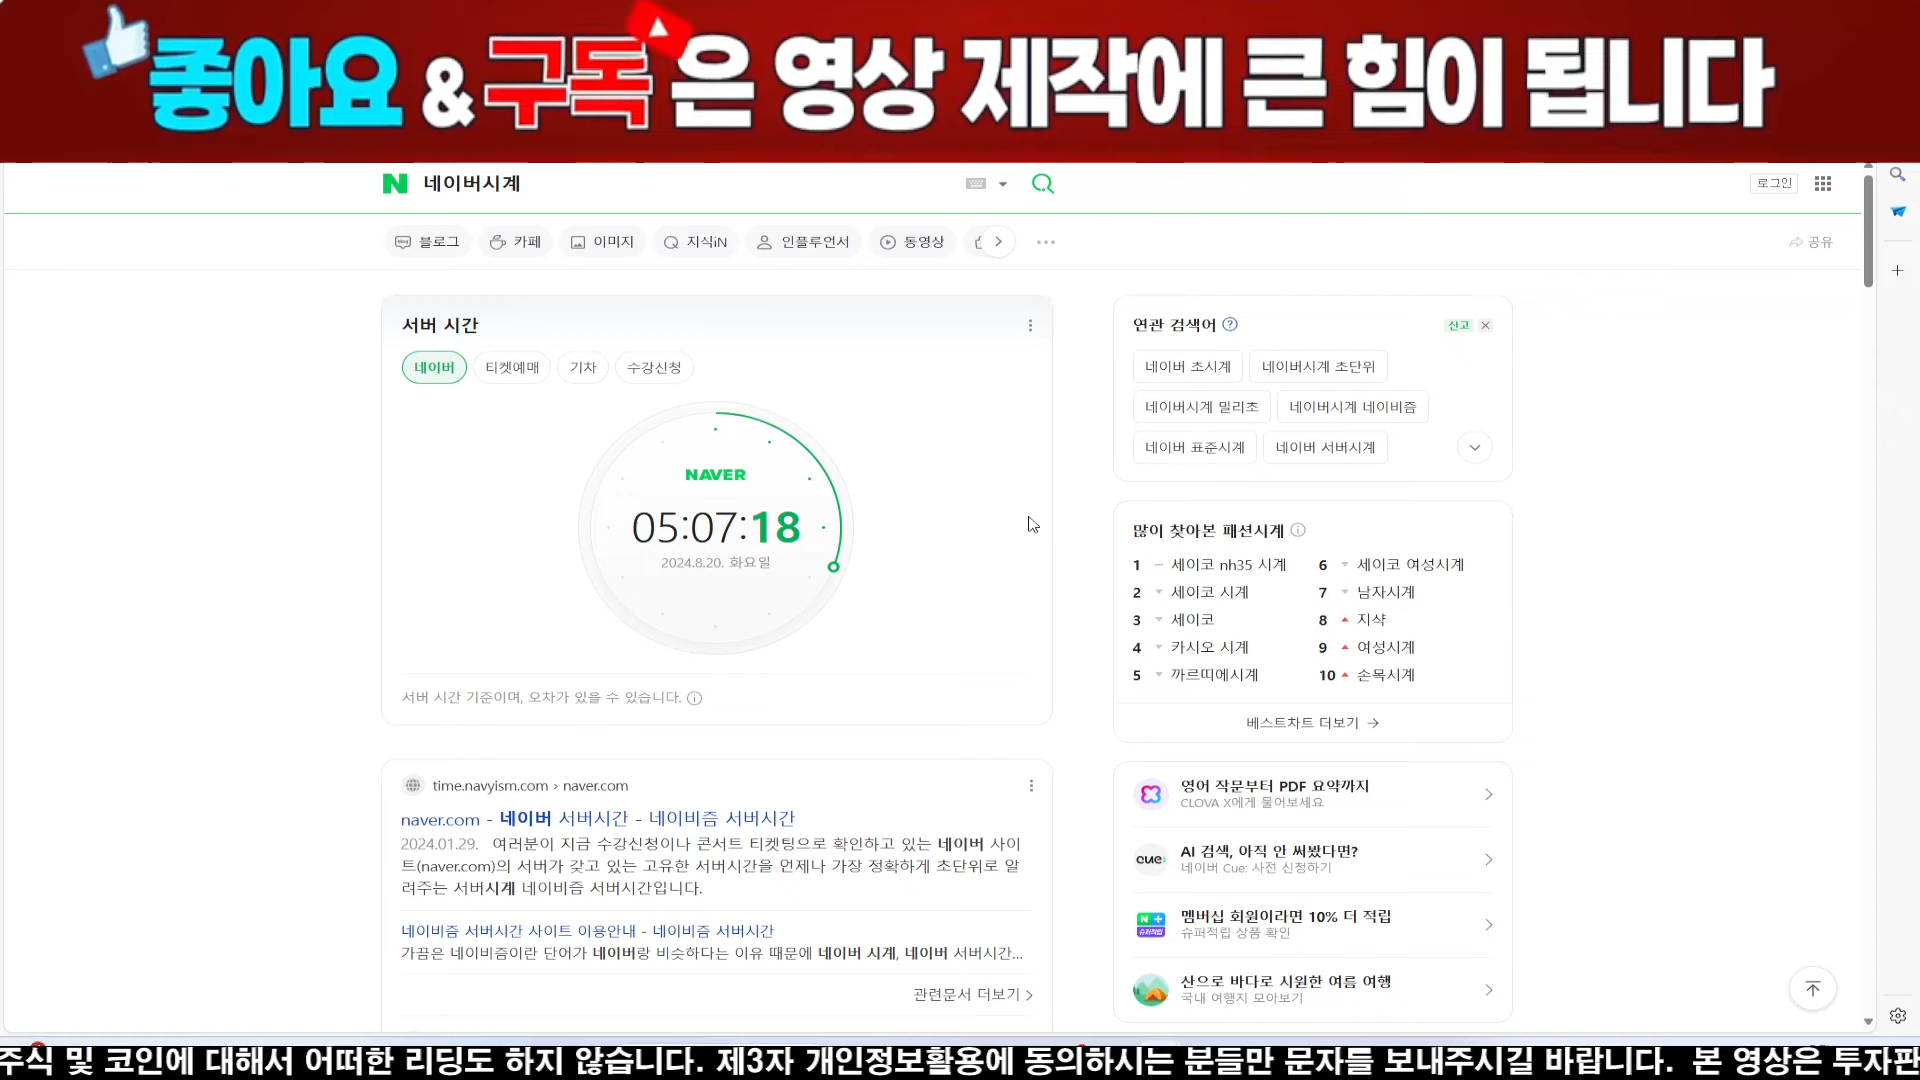 좋아요 & 구독 은 영상 제작에 큰 힘이 됩니다
N 네이버시계
로그인
블로그
카페
이미지
지식iN
인플루언서
동영상
공유
서버 시간
네이버
티켓예매
기차
수강신청
NAVER
05:07:18
2024.8.20. 화요일
서버 시간 기준이며, 오차가 있을 수 있습니다.
time.navyism.com › naver.com
naver.com - 네이버 서버시간 - 네이비즘 서버시간
2024.01.29. 여러분이 지금 수강신청이나 콘서트 티켓팅으로 확인하고 있는 네이버 사이
트(naver.com)의 서버가 갖고 있는 고유한 서버시간을 언제나 가장 정확하게 초단위로 알
려주는 서버시계 네이비즘 서버시간입니다.
네이비즘 서버시간 사이트 이용안내 - 네이비즘 서버시간
가끔은 네이비즘이란 단어가 네이버랑 비슷하다는 이유 때문에 네이버 시계, 네이버 서버시간...
관련문서 더보기
연관 검색어
신고
네이버 초시계
네이버시계 초단위
네이버시계 밀리초
네이버시계 네이비즘
네이버 표준시계
네이버 서버시계
많이 찾아본 패션시계
1 세이코 nh35 시계
2 세이코 시계
3 세이코
4 카시오 시계
5 까르띠에시계
6 세이코 여성시계
7 남자시계
8 지샥
9 여성시계
10 손목시계
베스트차트 더보기
영어 작문부터 PDF 요약까지
CLOVA X에게 물어보세요
cue:
AI 검색, 아직 안 써봤다면?
네이버 Cue: 사전 신청하기
N +
슈퍼적립
멤버십 회원이라면 10% 더 적립
슈퍼적립 상품 확인
산으로 바다로 시원한 여름 여행
국내 여행지 모아보기
주식 및 코인에 대해서 어떠한 리딩도 하지 않습니다. 제3자 개인정보활용에 동의하시는 분들만 문자를 보내주시길 바랍니다. 본 영상은 투자판